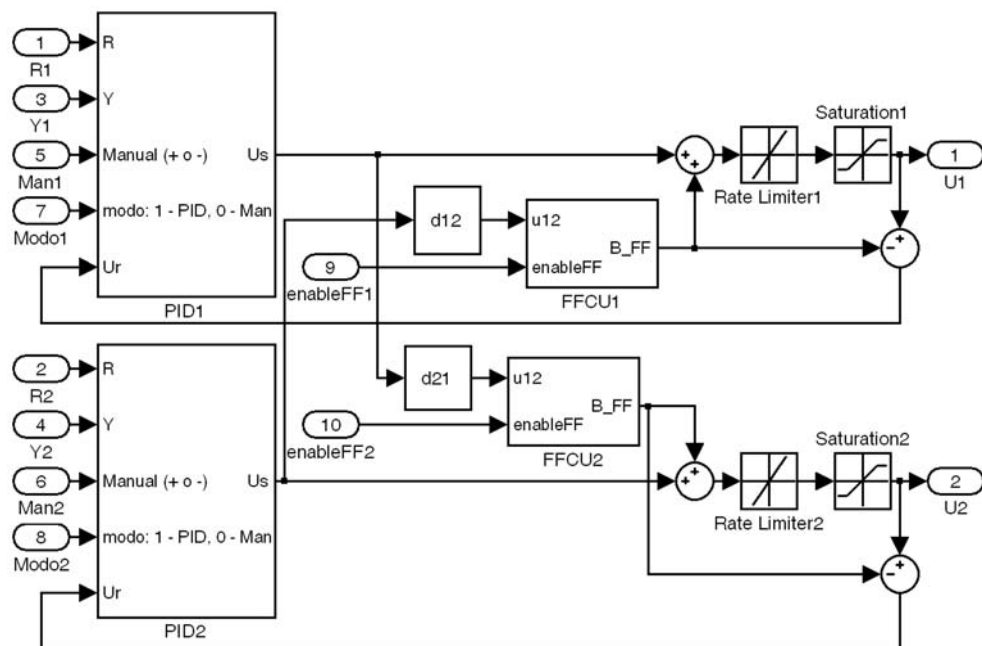 1
R1
3
Y1
5
Man1
7
Modo1
R
Y
Manual (+ o -)
Us
modo: 1 - PID, 0 - Man
Ur
PID1
d12
9
enableFF1
u12
B_FF
enableFF
FFCU1
+
+
Rate Limiter1
Saturation1
1
U1
+
-
2
R2
4
Y2
6
Man2
8
Modo2
R
Y
Manual (+ o -)
Us
modo: 1 - PID, 0 - Man
Ur
PID2
d21
10
enableFF2
u12
B_FF
enableFF
FFCU2
+
+
Rate Limiter2
Saturation2
2
U2
+
-